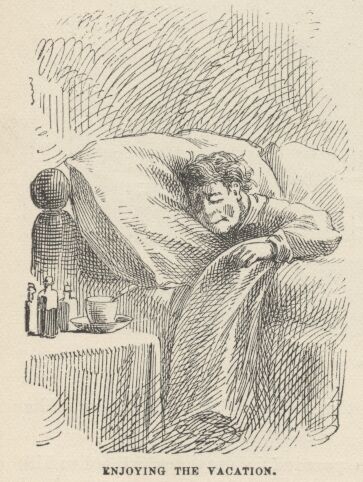 ENJOYING THE VACATION.